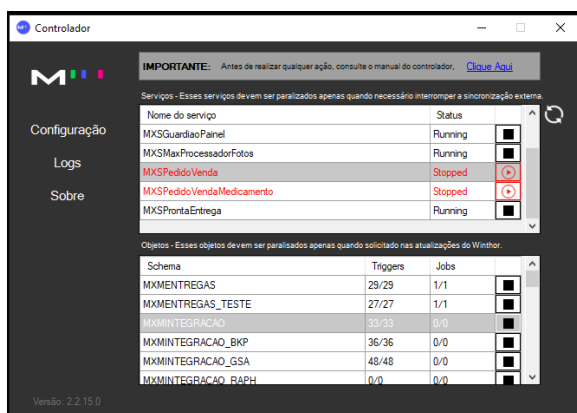 Controlador
IMPORTANTE: Antes de realizar qualquer ação, consulte o manual do controlador, Clique Aqui
Serviços - Esses serviços devem ser paralizados apenas quando necessário interromper a sincronização externa.
Configuração
Logs
Sobre
Nome do serviço Status
MXSGuardiaoPainel Running
MXSMaxProcessadorFotos Running
MXSPedidoVenda Stopped
MXSPedidoVendaMedicamento Stopped
MXSProntaEntrega Running
Objetos - Esses objetos devem ser paralisados apenas quando solicitado nas atualizações do Winthor.
Schema Triggers Jobs
MXMENTREGAS 29/29 1/1
MXMENTREGAS_TESTE 27/27 1/1
MXMINTEGRACAO 33/33 0/0
MXMINTEGRACAO_BKP 36/36 0/0
MXMINTEGRACAO_GSA 48/48 0/0
MXMINTEGRACAO_RAPH 0/0 0/0
Versão: 2.2.15.0